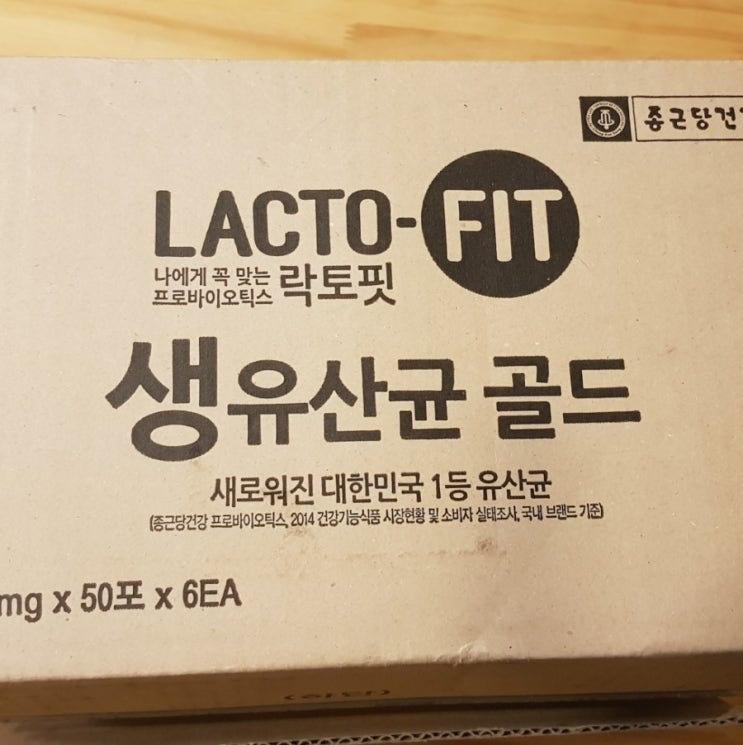 종근당건
LACTO-FIT
나에게 꼭 맞는
프로바이오틱스 락토핏
생유산균 골드
새로워진 대한민국 1등 유산균
(종근당건강 프로바이오틱스, 2014 건강기능식품 시장현황 및 소비자 실태조사, 국내 브랜드 기준)
mg x 50포 x 6EA